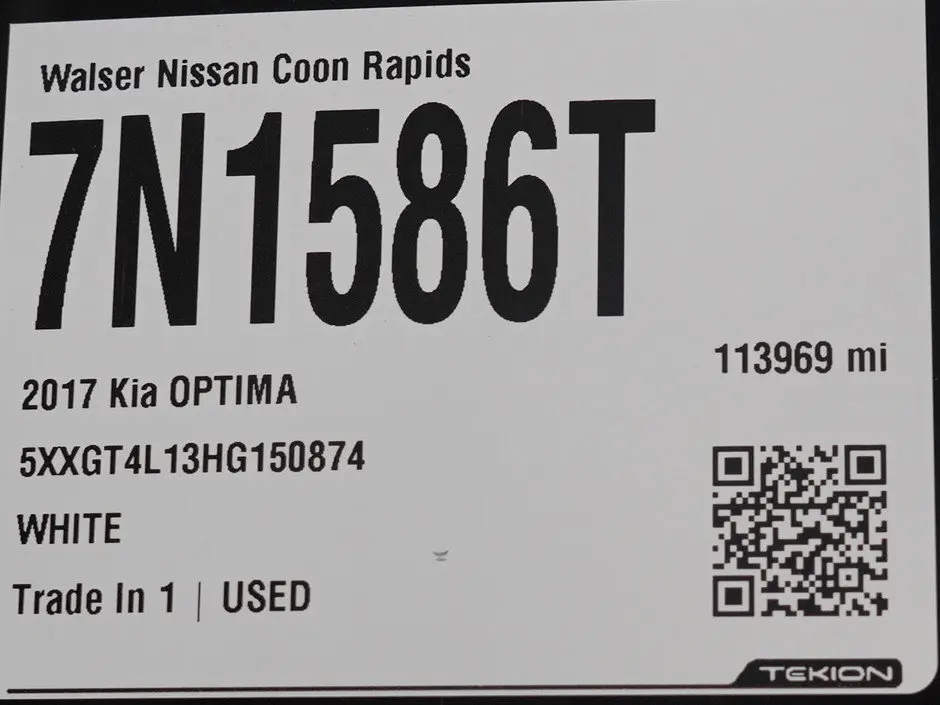 Walser Nissan Coon Rapids
7N1586T
113969 mi
2017 Kia OPTIMA
5XXGT4L13HG150874
WHITE
Trade In 1 | USED
TEKION